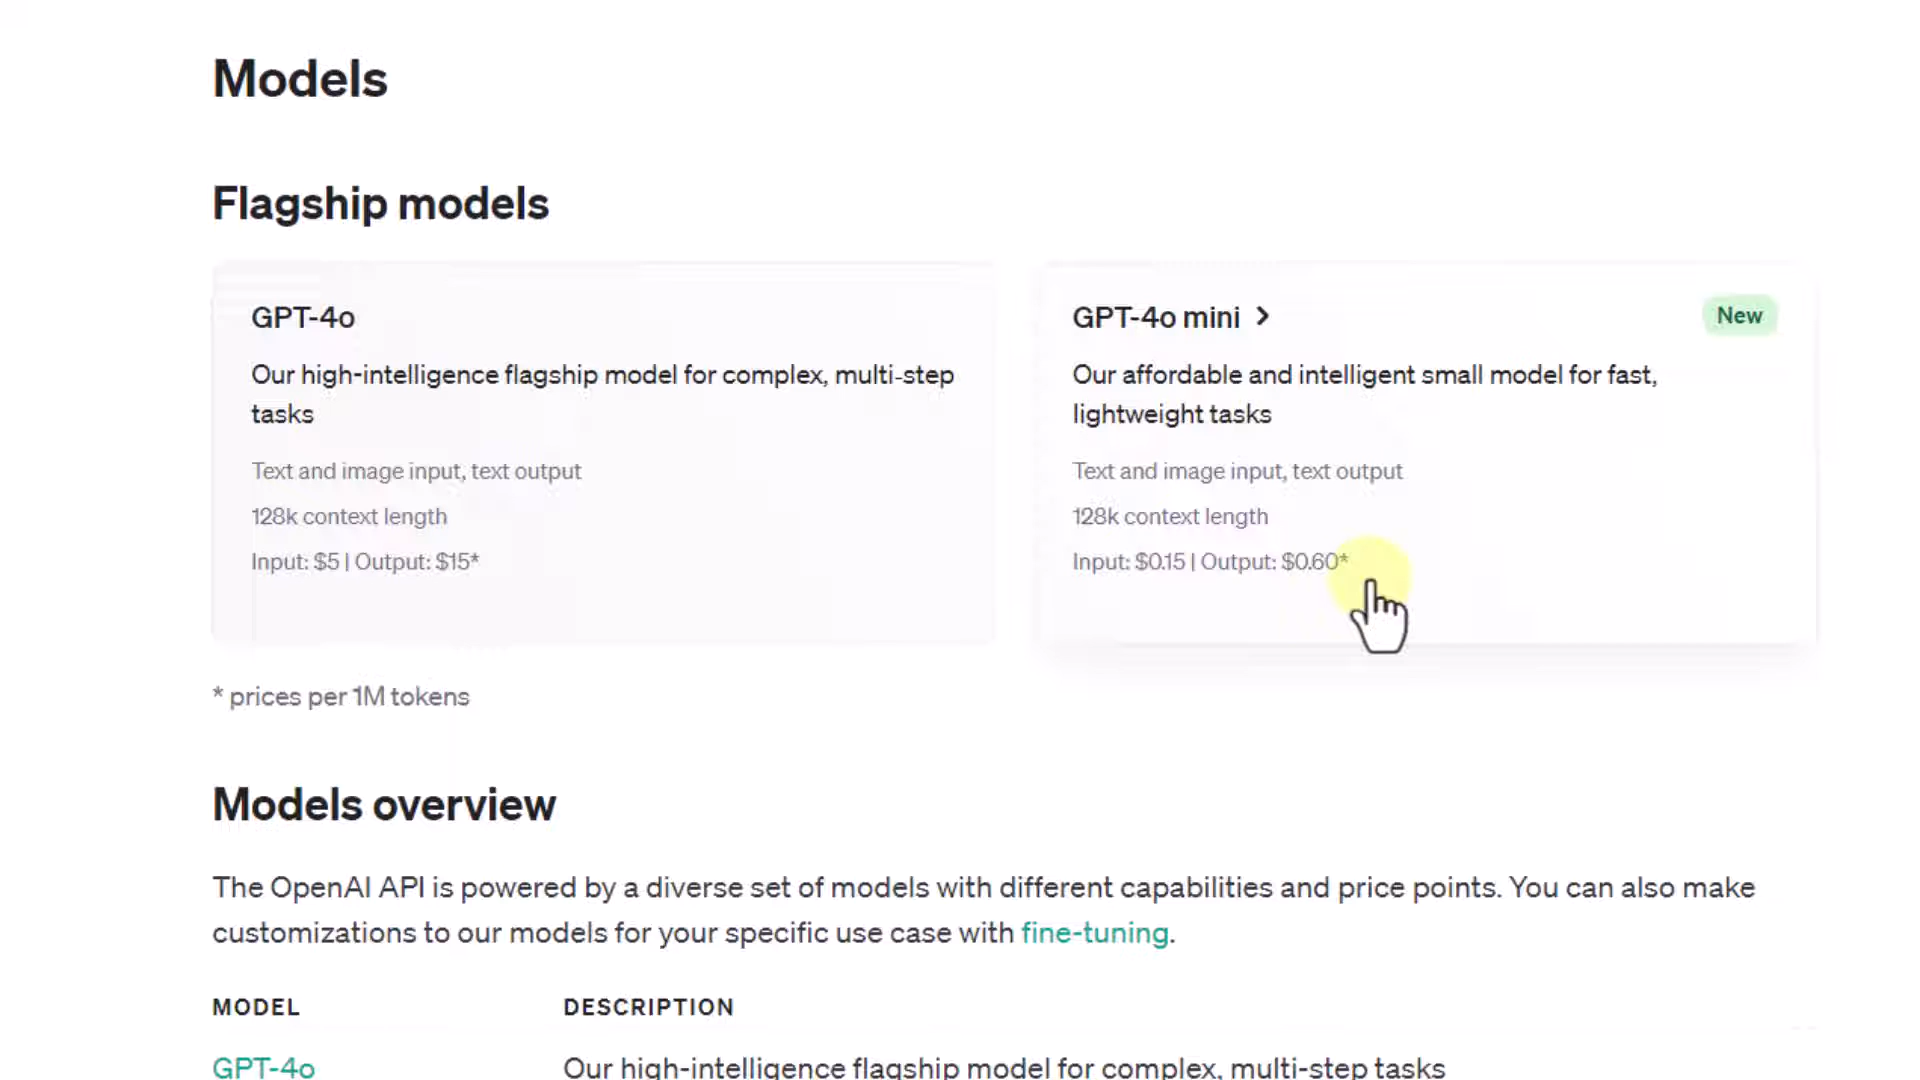 Models
Flagship models
GPT-4o
Our high-intelligence flagship model for complex, multi-step
tasks
Text and image input, text output
128k context length
Input: $5 | Output: $15*
GPT-4o mini
New
Our affordable and intelligent small model for fast,
lightweight tasks
Text and image input, text output
128k context length
Input: $0.15 | Output: $0.60*
* prices per 1M tokens
Models overview
The OpenAI API is powered by a diverse set of models with different capabilities and price points. You can also make
customizations to our models for your specific use case with fine-tuning.
MODEL DESCRIPTION
GPT-4o Our high-intelligence flagship model for complex, multi-step tasks